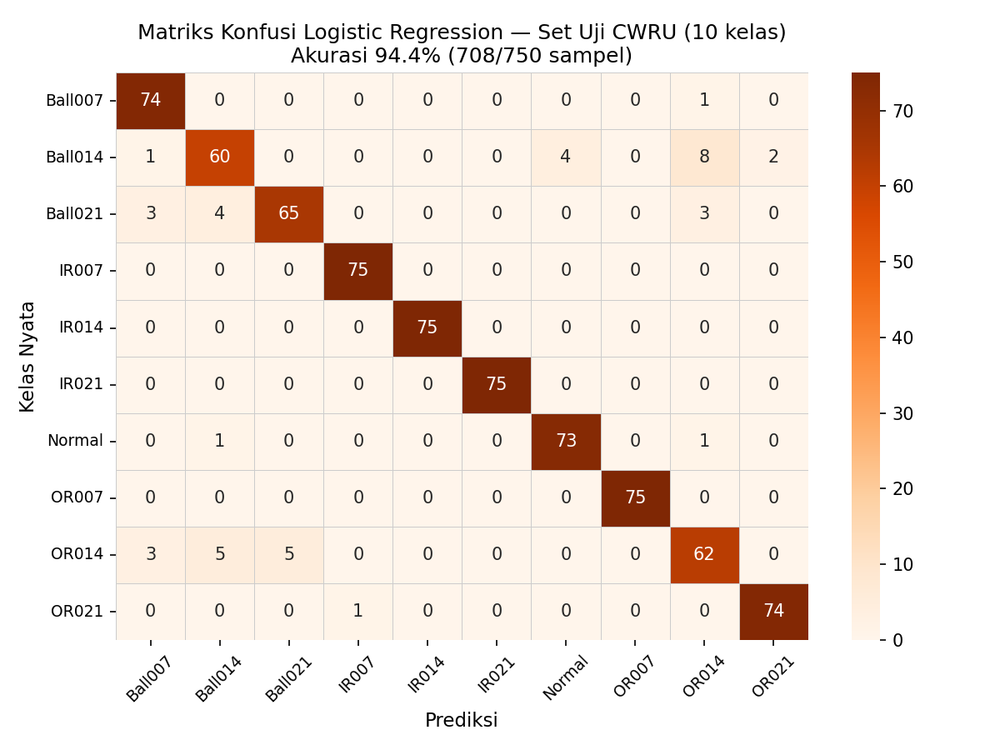 Matriks Konfusi Logistic Regression — Set Uji CWRU (10 kelas)
Akurasi 94.4% (708/750 sampel)
Kelas Nyata
Ball007 74 0 0 0 0 0 0 0 1 0
Ball014 1 60 0 0 0 0 4 0 8 2
Ball021 3 4 65 0 0 0 0 0 3 0
IR007 0 0 0 75 0 0 0 0 0 0
IR014 0 0 0 0 75 0 0 0 0 0
IR021 0 0 0 0 0 75 0 0 0 0
Normal 0 1 0 0 0 0 73 0 1 0
OR007 0 0 0 0 0 0 0 75 0 0
OR014 3 5 5 0 0 0 0 0 62 0
OR021 0 0 0 1 0 0 0 0 0 74
Ball007 Ball014 Ball021 IR007 IR014 IR021 Normal OR007 OR014 OR021
Prediksi
70
60
50
40
30
20
10
0